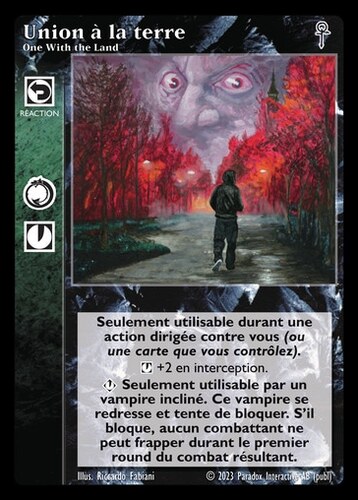 Union à la terre
One With the Land
REACTION
Seulement utilisable durant une
action dirigée contre vous (ou
une carte que vous contrôlez).
+2 en interception.
Seulement utilisable par un
vampire incliné. Ce vampire se
redresse et tente de bloquer. S'il
bloque, aucun combattant ne
peut frapper durant le premier
round du combat résultant.
Illus. Riccardo Fabiani © 2023 Paradox Interactive AB (publ)